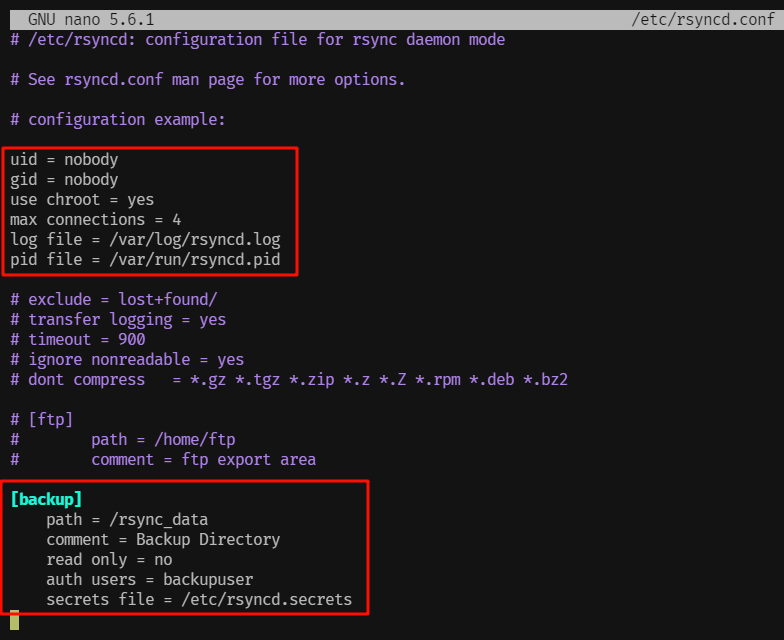 GNU nano 5.6.1 /etc/rsyncd.conf
# /etc/rsyncd: configuration file for rsync daemon mode
# See rsyncd.conf man page for more options.
# configuration example:
uid = nobody
gid = nobody
use chroot = yes
max connections = 4
log file = /var/log/rsyncd.log
pid file = /var/run/rsyncd.pid
# exclude = lost+found/
# transfer logging = yes
# timeout = 900
# ignore nonreadable = yes
# dont compress   = *.gz *.tgz *.zip *.z *.Z *.rpm *.deb *.bz2
# [ftp]
#        path = /home/ftp
#        comment = ftp export area
[backup]
    path = /rsync_data
    comment = Backup Directory
    read only = no
    auth users = backupuser
    secrets file = /etc/rsyncd.secrets